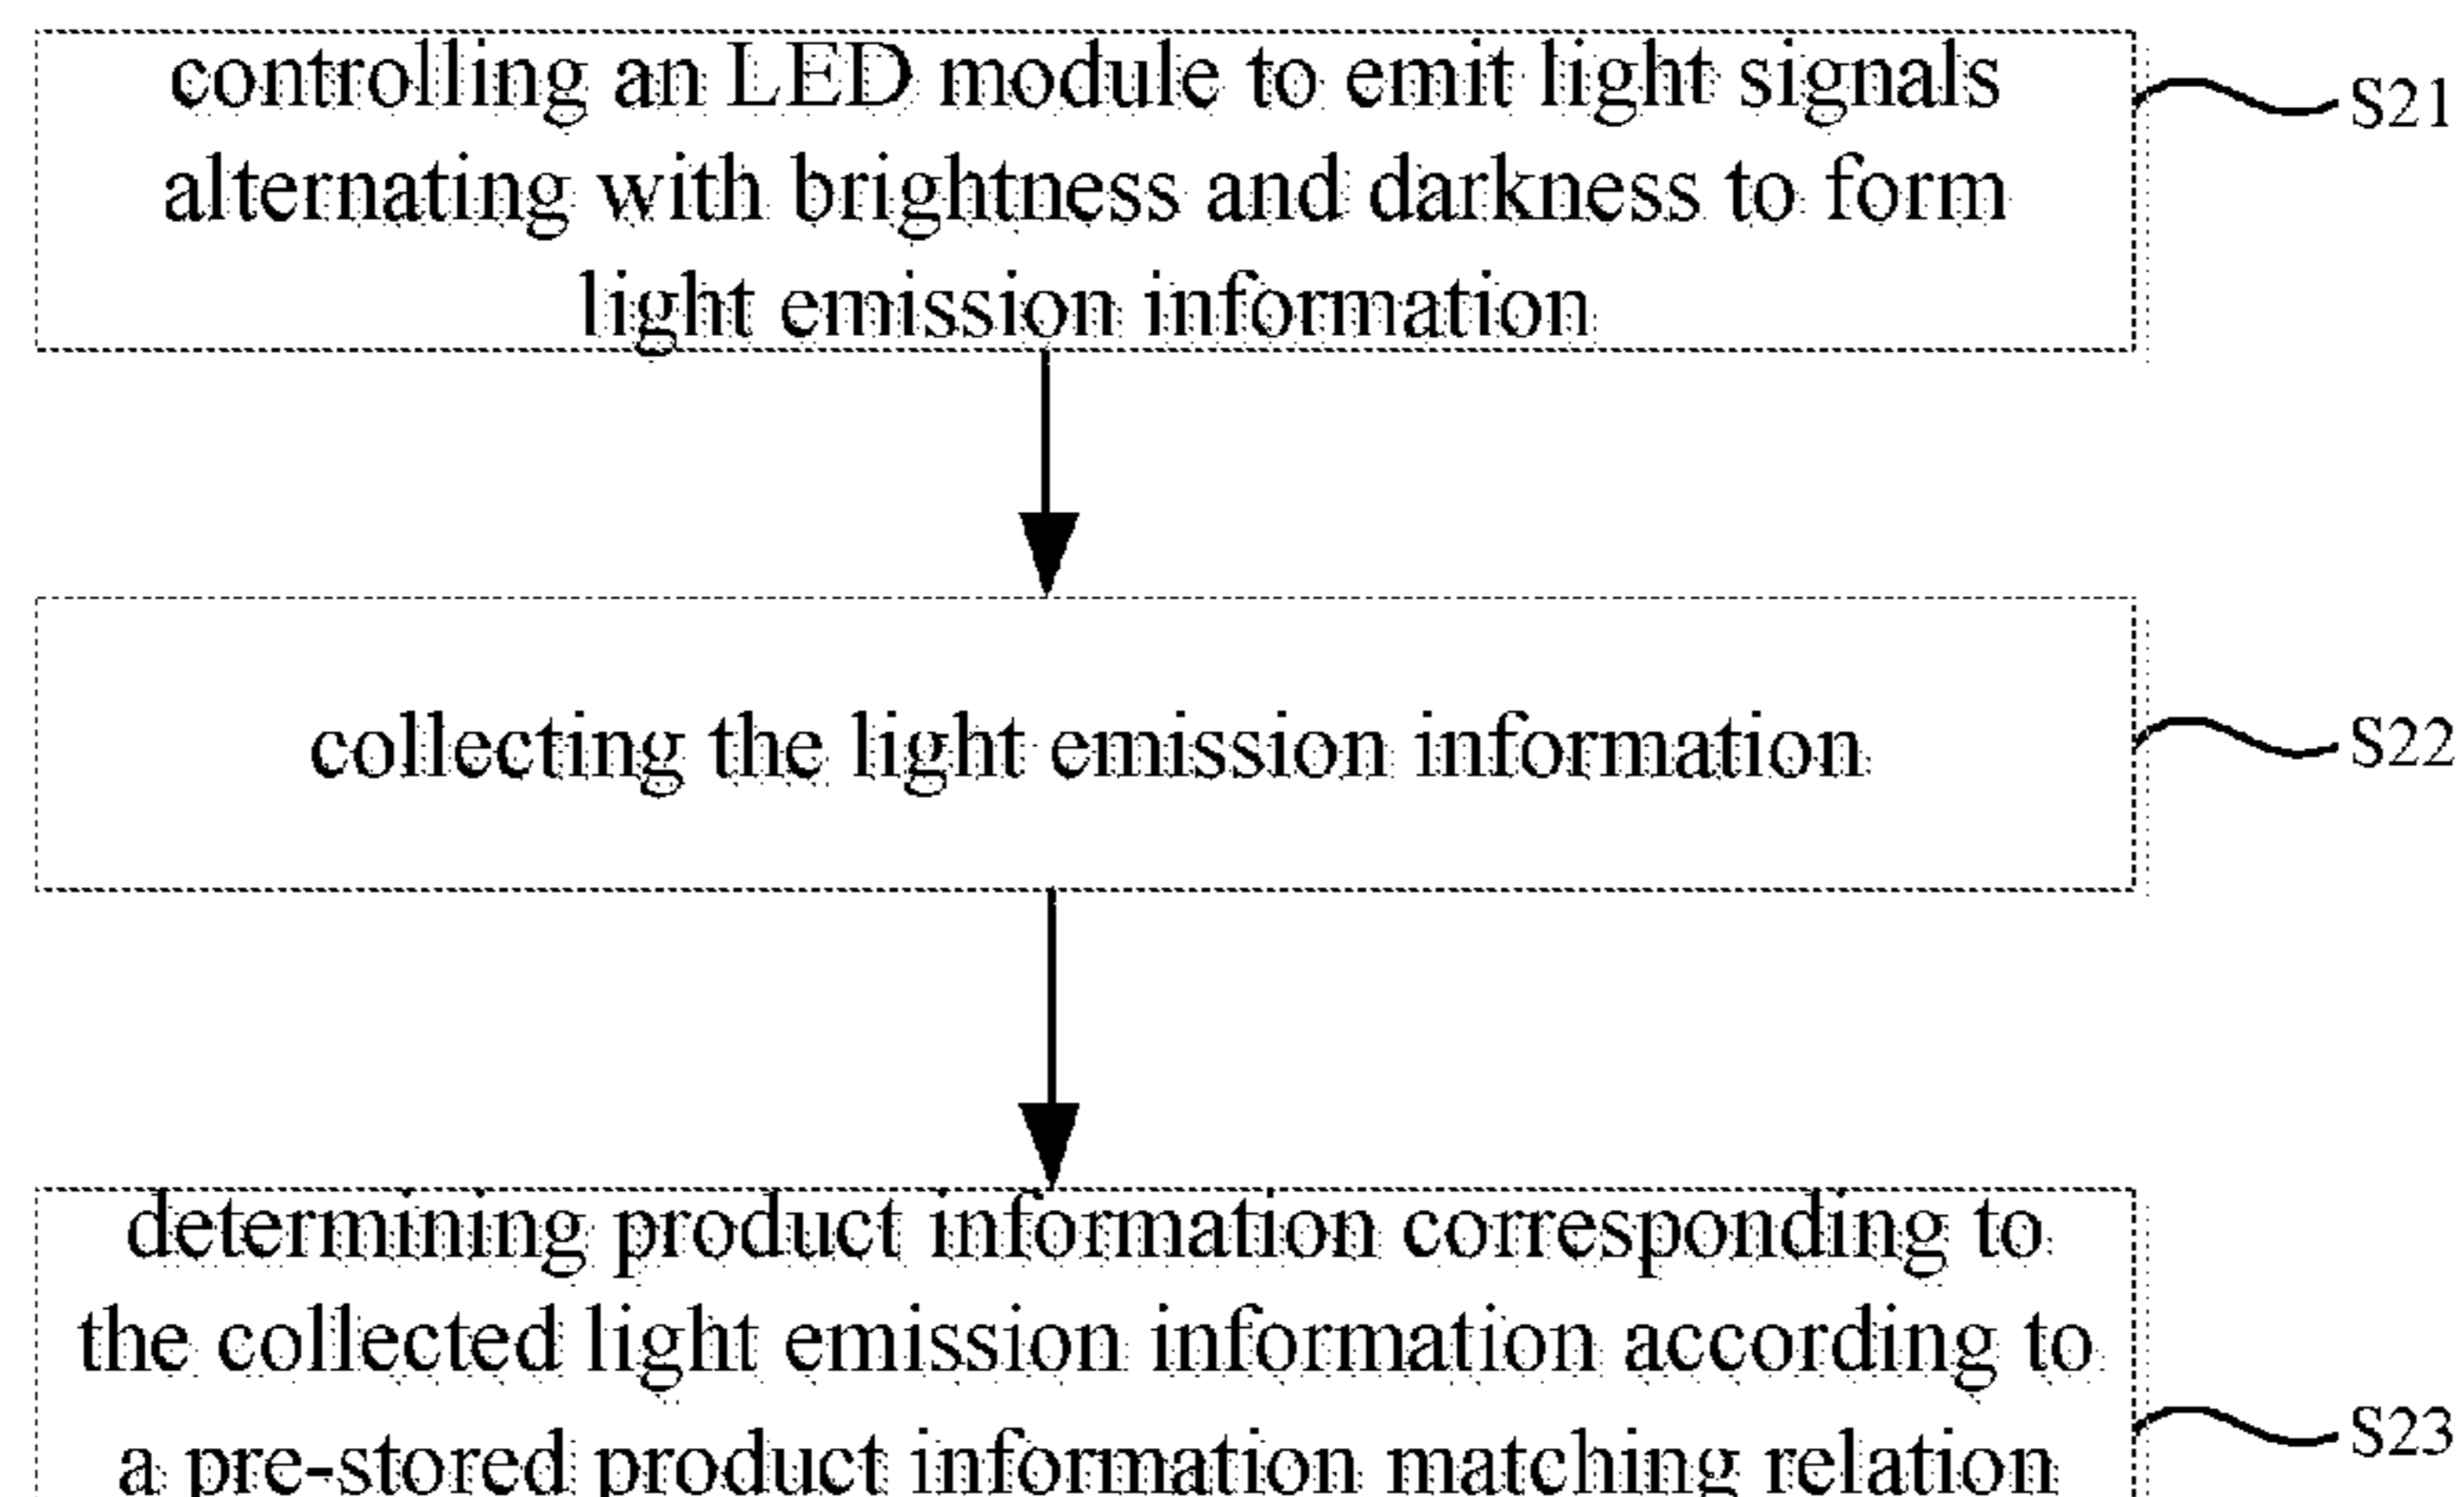 controlling an LED module to emit light signals
alternating with brightness and darkness to form
light emission information
S21
collecting the light emission information
S22
determining product information corresponding to
the collected light emission information according to
a pre-stored product information matching relation
S23